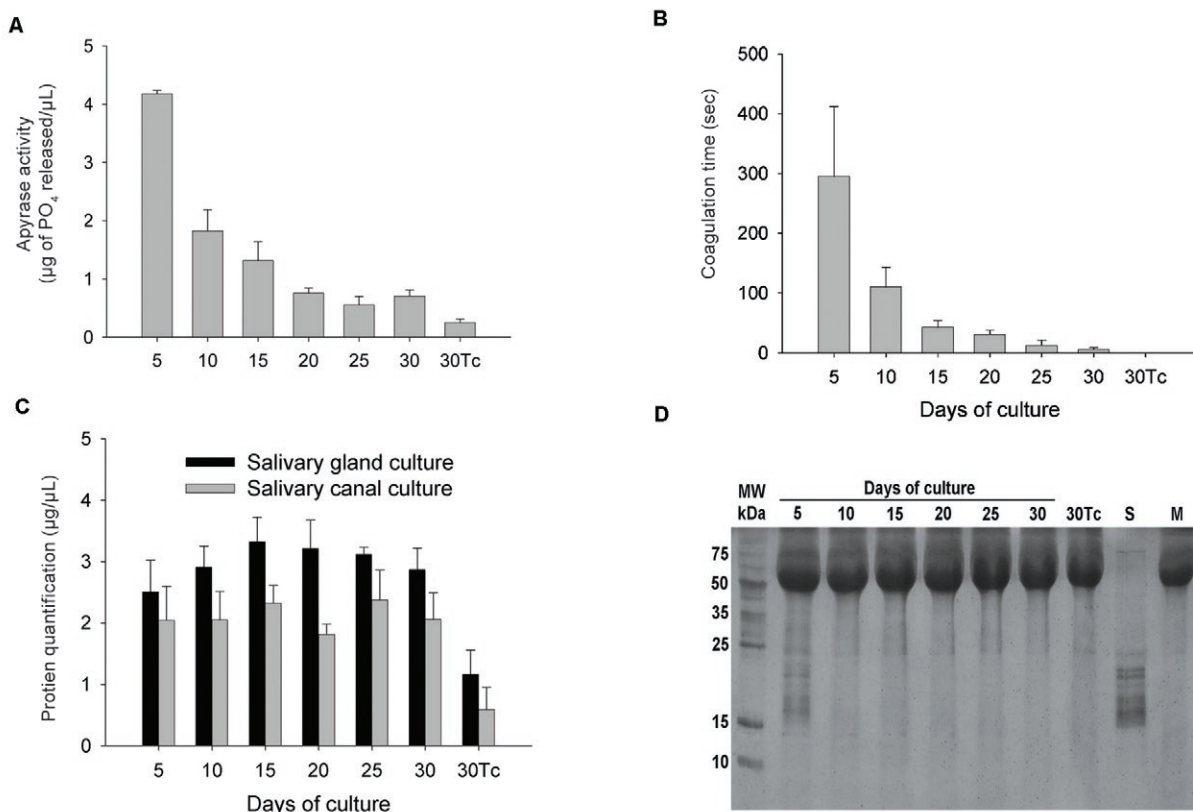 A
5
4
3
2
1
0
Apyrase activity
(µg of PO4 released/µL)
5 10 15 20 25 30 30Tc
B
500
400
300
200
100
0
Coagulation time (sec)
5 10 15 20 25 30 30Tc
Days of culture
C
5
4
3
2
1
0
Protien quantification (µg/µL)
Salivary gland culture
Salivary canal culture
5 10 15 20 25 30 30Tc
Days of culture
D
MW
kDa
Days of culture
5 10 15 20 25 30 30Tc S M
75
50
35
25
15
10